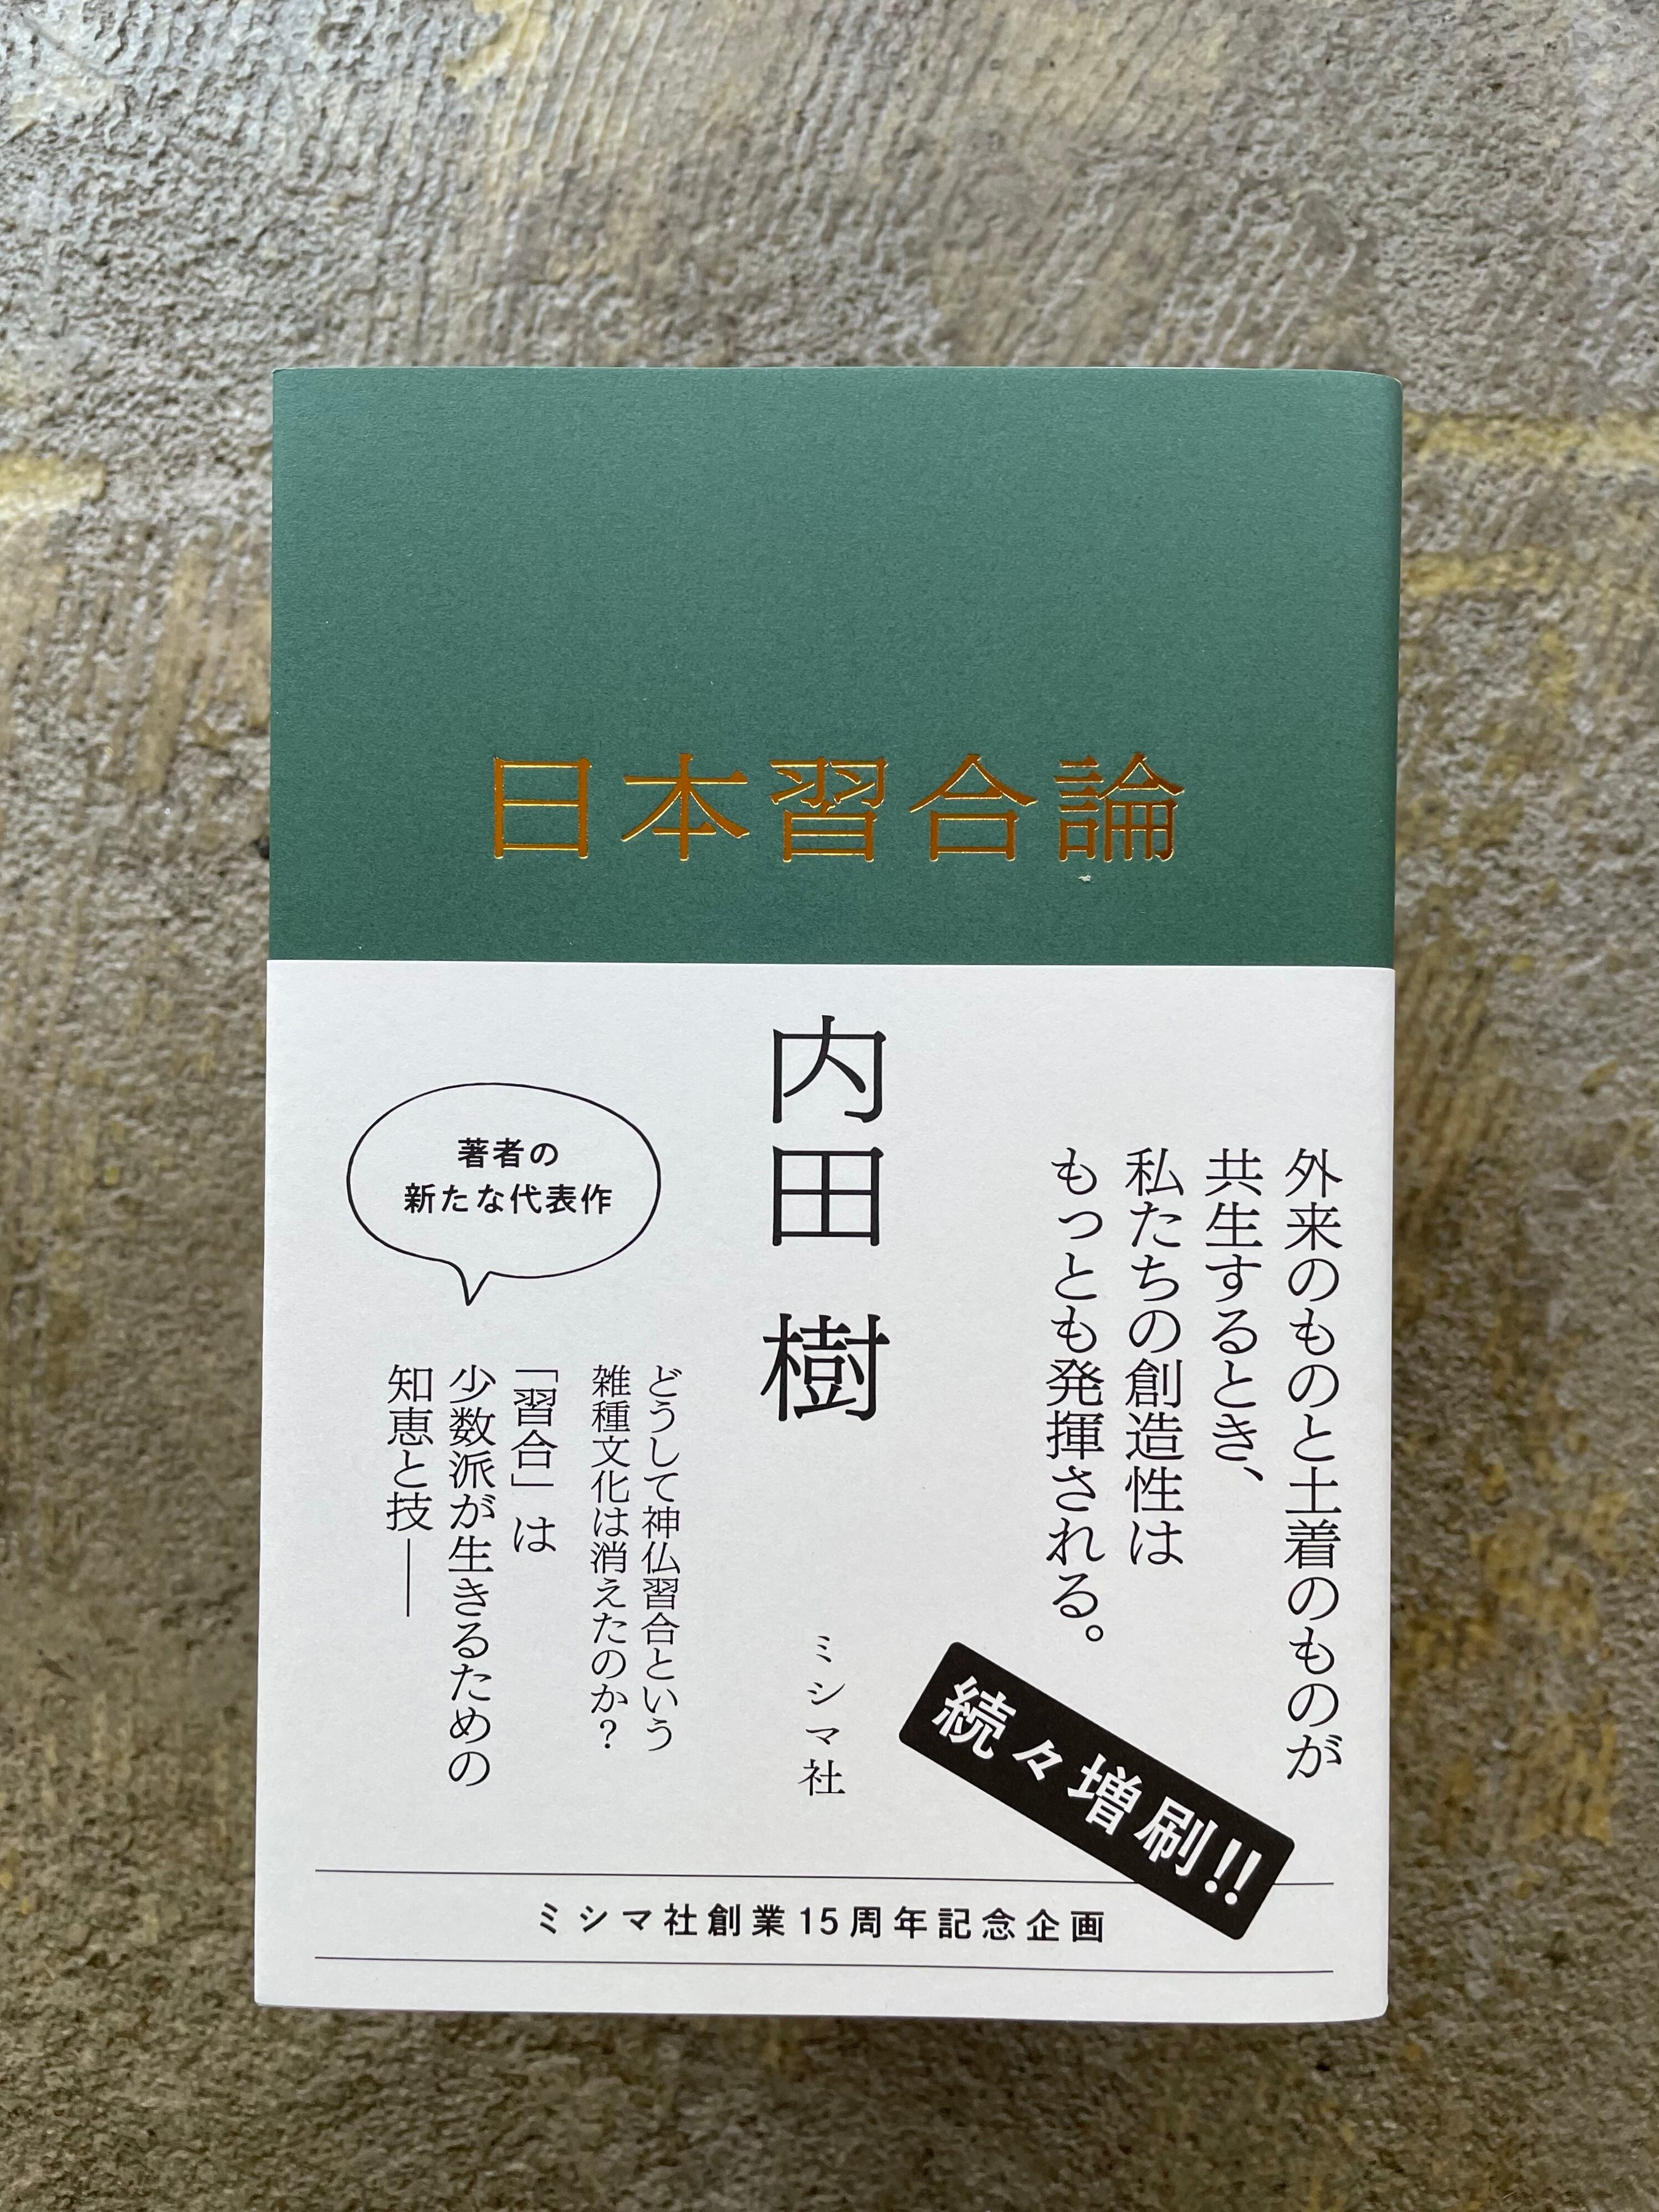 日本習合論
外来のものと土着のものが
共生するとき、
私たちの創造性は
もっとも発揮される。
内田樹
ミシマ社
続々増刷!!
著者の
新たな代表作
どうして神仏習合という
雑種文化は消えたのか？
「習合」は
少数派が生きるための
知恵と技——
ミシマ社創業15周年記念企画